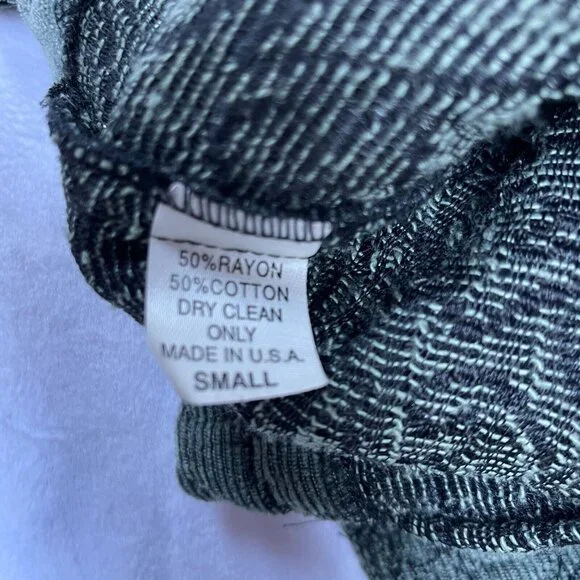 50%RAYON
50%COTTON
DRY CLEAN
ONLY
MADE IN U.S.A.
SMALL